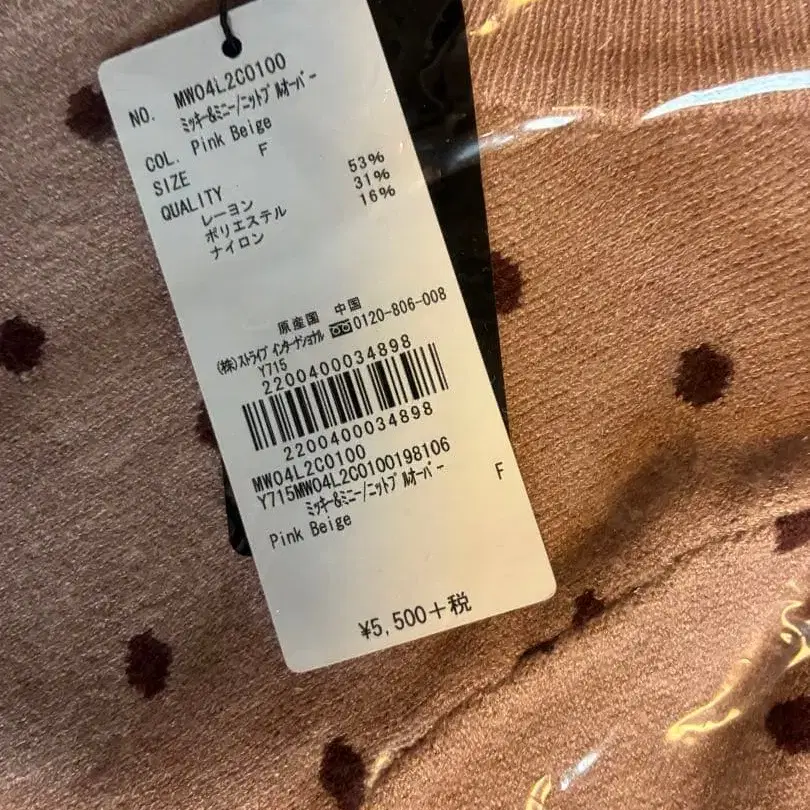 NO. MW04L2C0100
ミッキー&ミニー/ニットプルオーバー
COL. Pink Beige
SIZE F
QUALITY
レーヨン 53%
ポリエステル 31%
ナイロン 16%
原産国 中国
(株)ストライプ インターナショナル 0120-806-008
Y715
2200400034898
2200400034898
MW04L2C0100
Y715MW04L2C0100198106
ミッキー&ミニー/ニットプルオーバー F
Pink Beige
¥5,500+税